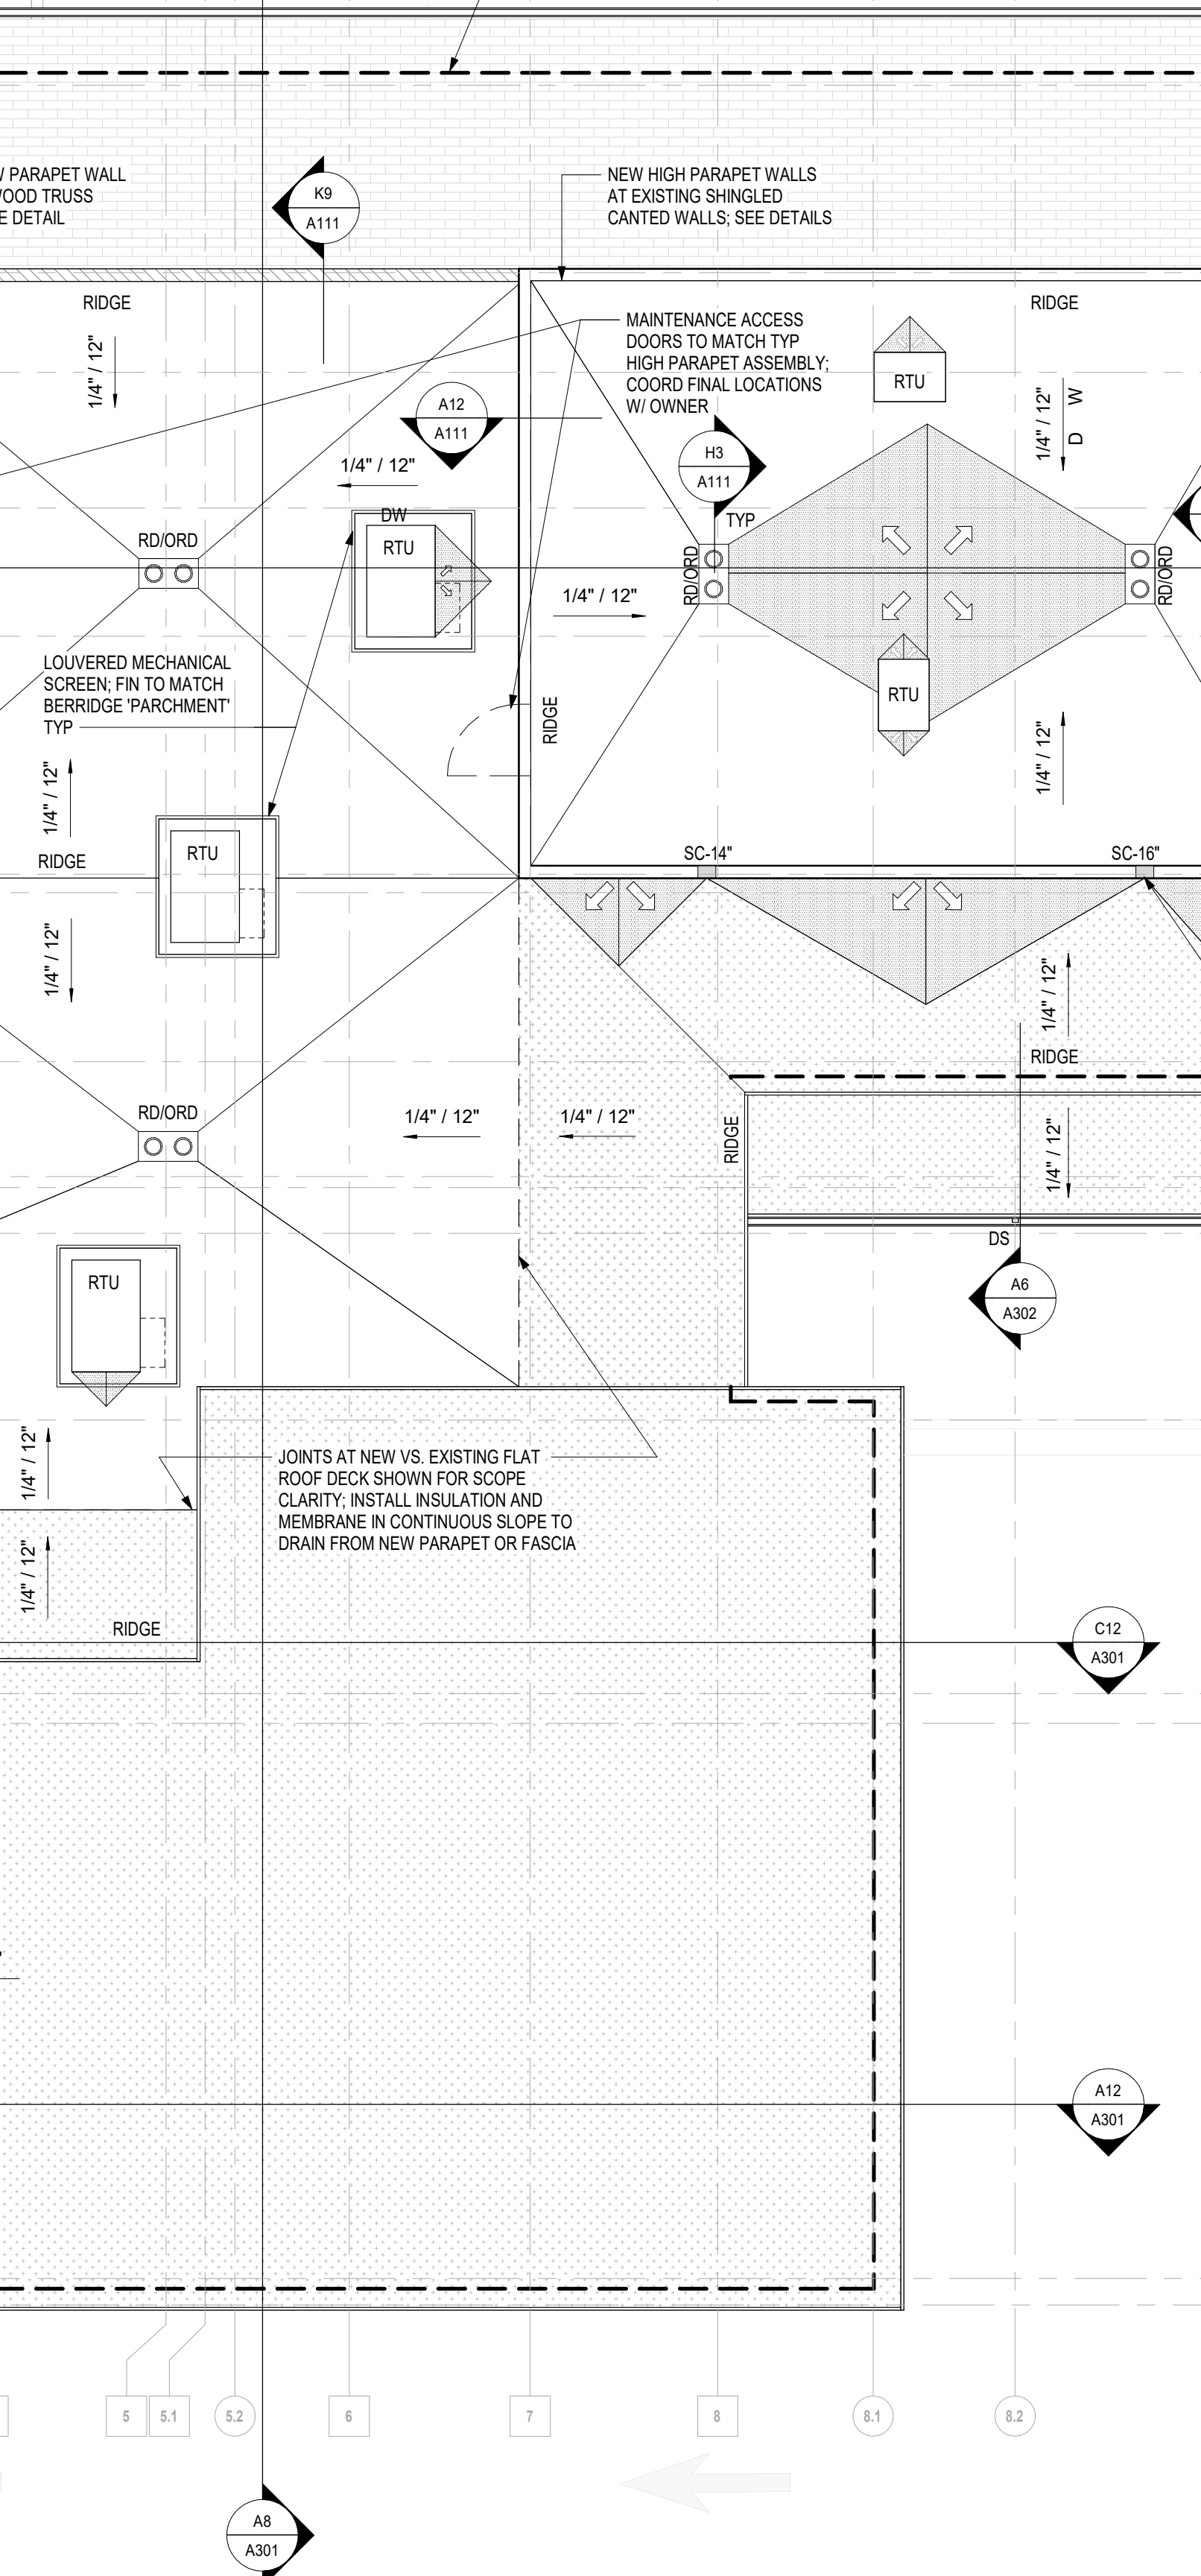 W PARAPET WALL
WOOD TRUSS
E DETAIL
K9
A111
NEW HIGH PARAPET WALLS
AT EXISTING SHINGLED
CANTED WALLS; SEE DETAILS
RIDGE
RIDGE
1/4" / 12"
MAINTENANCE ACCESS
DOORS TO MATCH TYP
HIGH PARAPET ASSEMBLY;
COORD FINAL LOCATIONS
W/ OWNER
RTU
1/4" / 12"
D W
A12
A111
H3
A111
TYP
1/4" / 12"
DW
RTU
RD/ORD
RD/ORD
RD/ORD
1/4" / 12"
LOUVERED MECHANICAL
SCREEN; FIN TO MATCH
BERRIDGE 'PARCHMENT'
TYP
RIDGE
RTU
1/4" / 12"
1/4" / 12"
RTU
RIDGE
SC-14"
SC-16"
1/4" / 12"
1/4" / 12"
RIDGE
RD/ORD
1/4" / 12"
1/4" / 12"
RIDGE
1/4" / 12"
DS
RTU
A6
A302
1/4" / 12"
JOINTS AT NEW VS. EXISTING FLAT
ROOF DECK SHOWN FOR SCOPE
CLARITY; INSTALL INSULATION AND
MEMBRANE IN CONTINUOUS SLOPE TO
DRAIN FROM NEW PARAPET OR FASCIA
1/4" / 12"
RIDGE
C12
A301
A12
A301
5
5.1
5.2
6
7
8
8.1
8.2
A8
A301